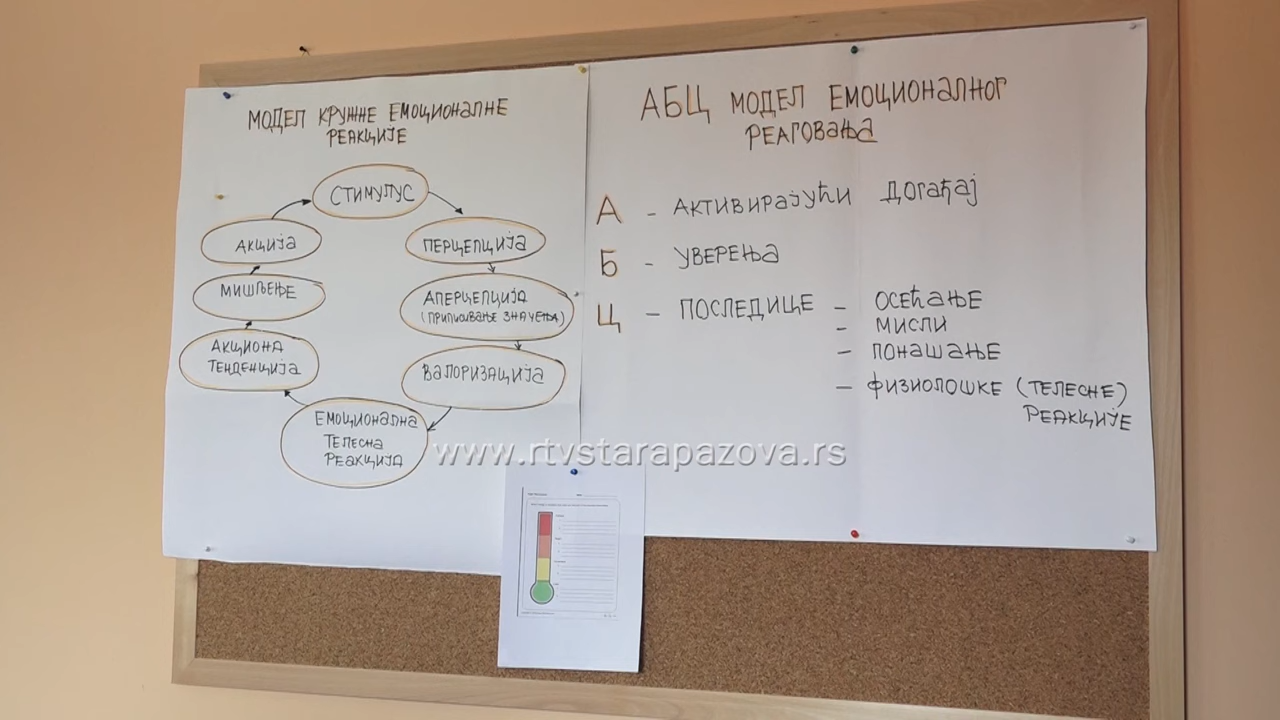 МОДЕЛ КРУЖНЕ ЕМОЦИОНАЛНЕ
РЕАКЦИЈЕ
СТИМУЛУС
ПЕРЦЕПЦИЈА
АПЕРЦЕПЦИЈА
(ПРИПИСИВАЊЕ ЗНАЧЕЊА)
ВАЛОРИЗАЦИЈА
ЕМОЦИОНАЛНА
ТЕЛЕСНА
РЕАКЦИЈА
АКЦИОНА
ТЕНДЕНЦИЈА
МИШЉЕЊЕ
АКЦИЈА
АБЦ МОДЕЛ ЕМОЦИОНАЛНОГ
РЕАГОВАЊА
А - АКТИВИРАЈУЋИ ДОГАЂАЈ
Б - УВЕРЕЊА
Ц - ПОСЛЕДИЦЕ - ОСЕЋАЊЕ
- МИСЛИ
- ПОНАШАЊЕ
- ФИЗИОЛОШКЕ (ТЕЛЕСНЕ)
РЕАКЦИЈЕ
www.rtvstarapazova.rs